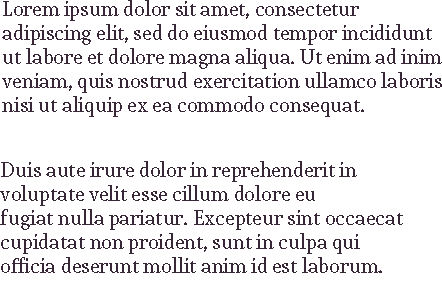 Lorem ipsum dolor sit amet, consectetur
adipiscing elit, sed do eiusmod tempor incididunt
ut labore et dolore magna aliqua. Ut enim ad inim
veniam, quis nostrud exercitation ullamco laboris
nisi ut aliquip ex ea commodo consequat.
Duis aute irure dolor in reprehenderit in
voluptate velit esse cillum dolore eu
fugiat nulla pariatur. Excepteur sint occaecat
cupidatat non proident, sunt in culpa qui
officia deserunt mollit anim id est laborum.